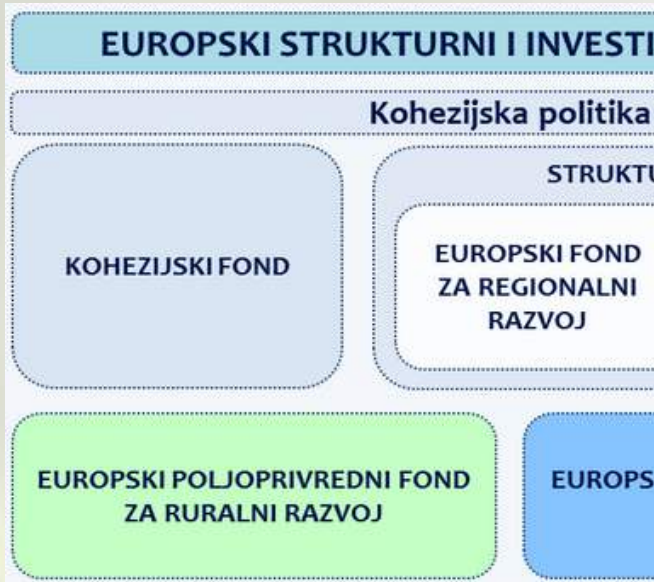 EUROPSKI STRUKTURNI I INVESTI
Kohezijska politika
KOHEZIJSKI FOND
STRUKTU
EUROPSKI FOND
ZA REGIONALNI
RAZVOJ
EUROPSKI POLJOPRIVREDNI FOND
ZA RURALNI RAZVOJ
EUROPS